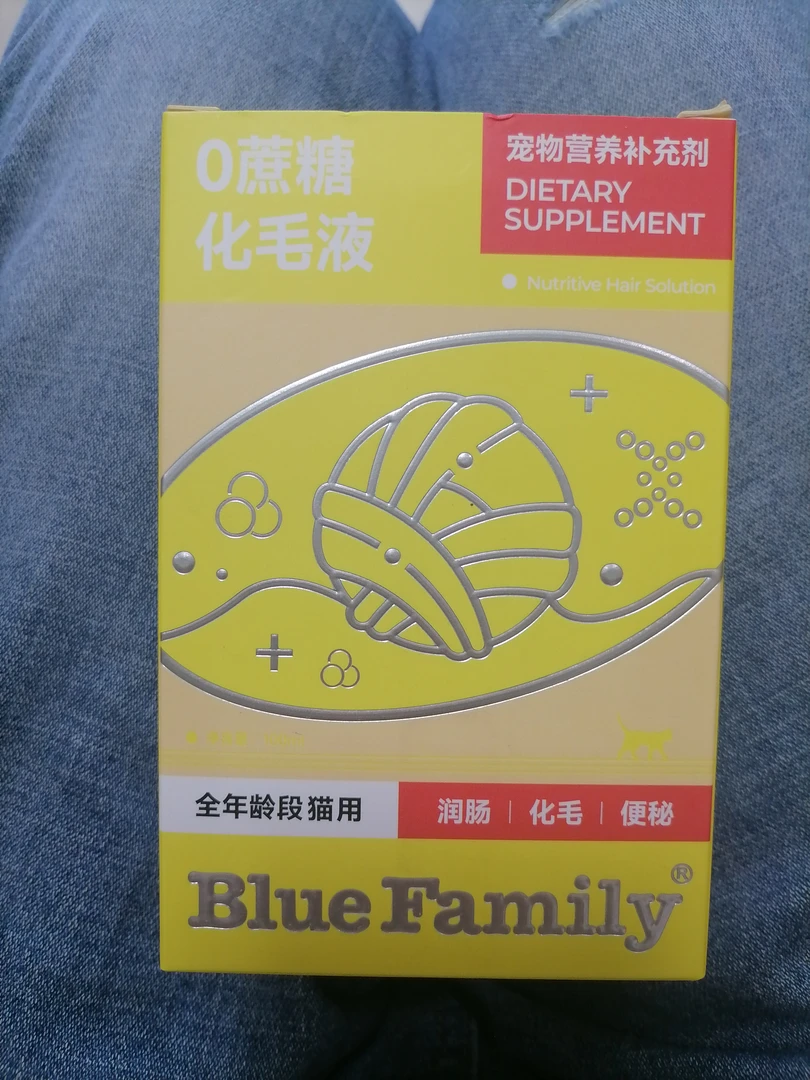 0蔗糖
化毛液
宠物营养补充剂
DIETARY
SUPPLEMENT
Nutritive Hair Solution
全年龄段猫用
润肠 | 化毛 | 便秘
Blue Family®